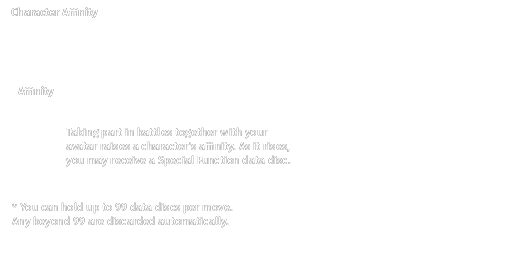 Character Affinity
Affinity
Taking part in battles together with your
avatar raises a character's affinity. As it rises,
you may receive a Special Function data disc.
* You can hold up to 99 data discs per move.
Any beyond 99 are discarded automatically.